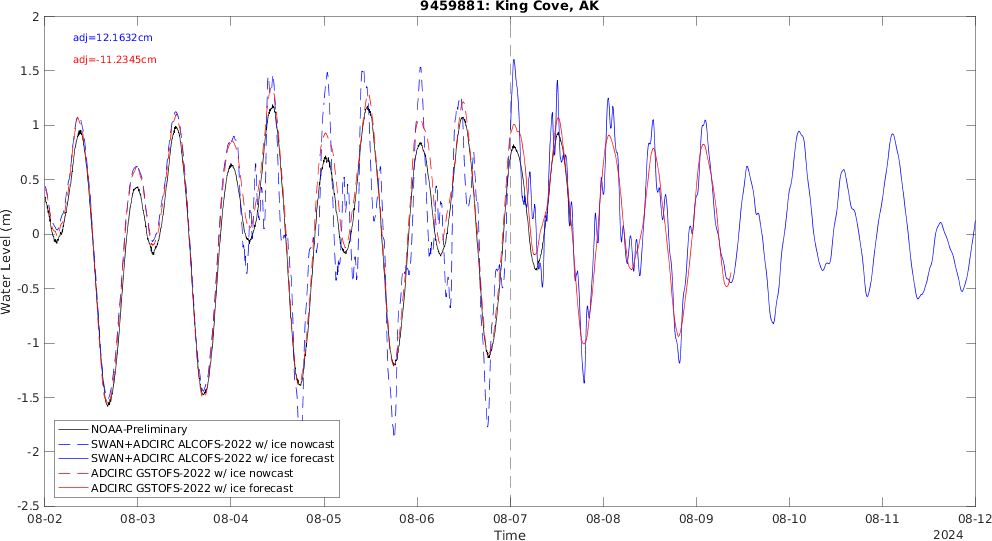 9459881: King Cove, AK
adj=12.1632cm
adj=-11.2345cm
2
1.5
1
0.5
0
-0.5
-1
-1.5
-2
-2.5
Water Level (m)
NOAA-Preliminary
SWAN+ADCIRC ALCOFS-2022 w/ ice nowcast
SWAN+ADCIRC ALCOFS-2022 w/ ice forecast
ADCIRC GSTOFS-2022 w/ ice nowcast
ADCIRC GSTOFS-2022 w/ ice forecast
08-02 08-03 08-04 08-05 08-06 08-07 08-08 08-09 08-10 08-11 08-12
Time
2024